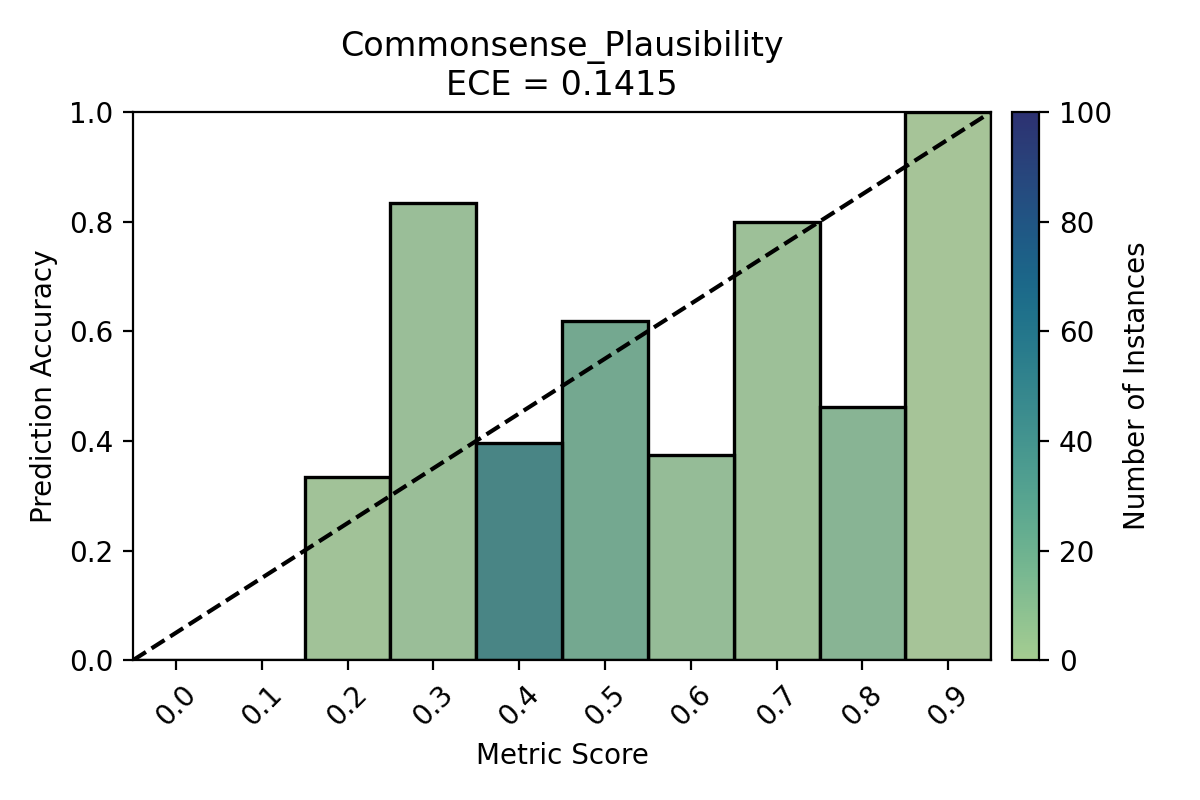 Commonsense_Plausibility
ECE = 0.1415
1.0
0.8
0.6
0.4
0.2
0.0
Prediction Accuracy
0.0 0.1 0.2 0.3 0.4 0.5 0.6 0.7 0.8 0.9
Metric Score
100
80
60
40
20
0
Number of Instances